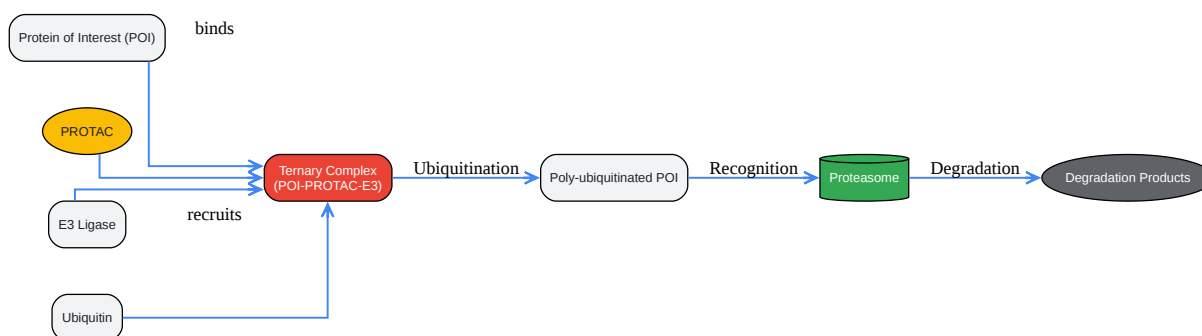 Protein of Interest (POI)
binds
PROTAC
Ternary Complex
(POI-PROTAC-E3)
Ubiquitination
Poly-ubiquitinated POI
Recognition
Proteasome
Degradation
Degradation Products
recruits
E3 Ligase
Ubiquitin